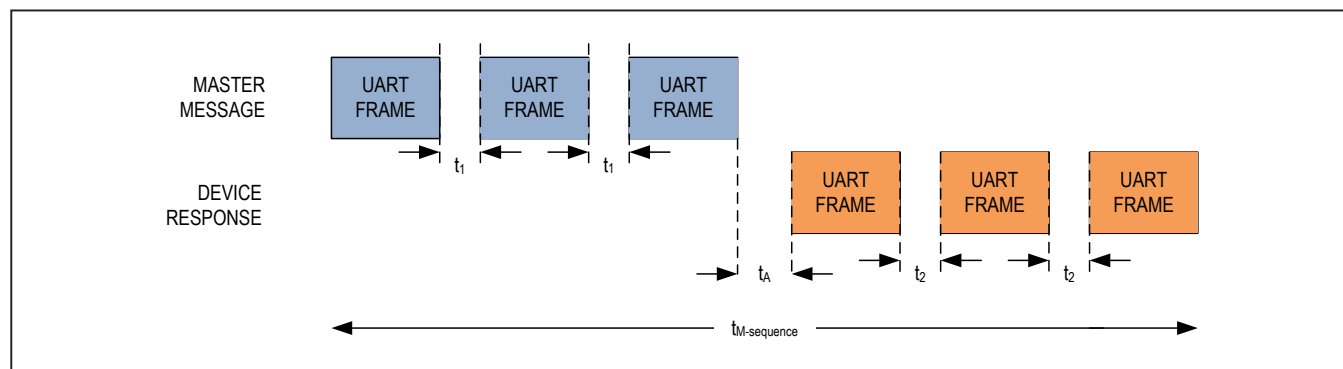 MASTER
MESSAGE
UART
FRAME
UART
FRAME
UART
FRAME
t1
t1
DEVICE
RESPONSE
UART
FRAME
UART
FRAME
UART
FRAME
tA
t2
t2
tM-sequence